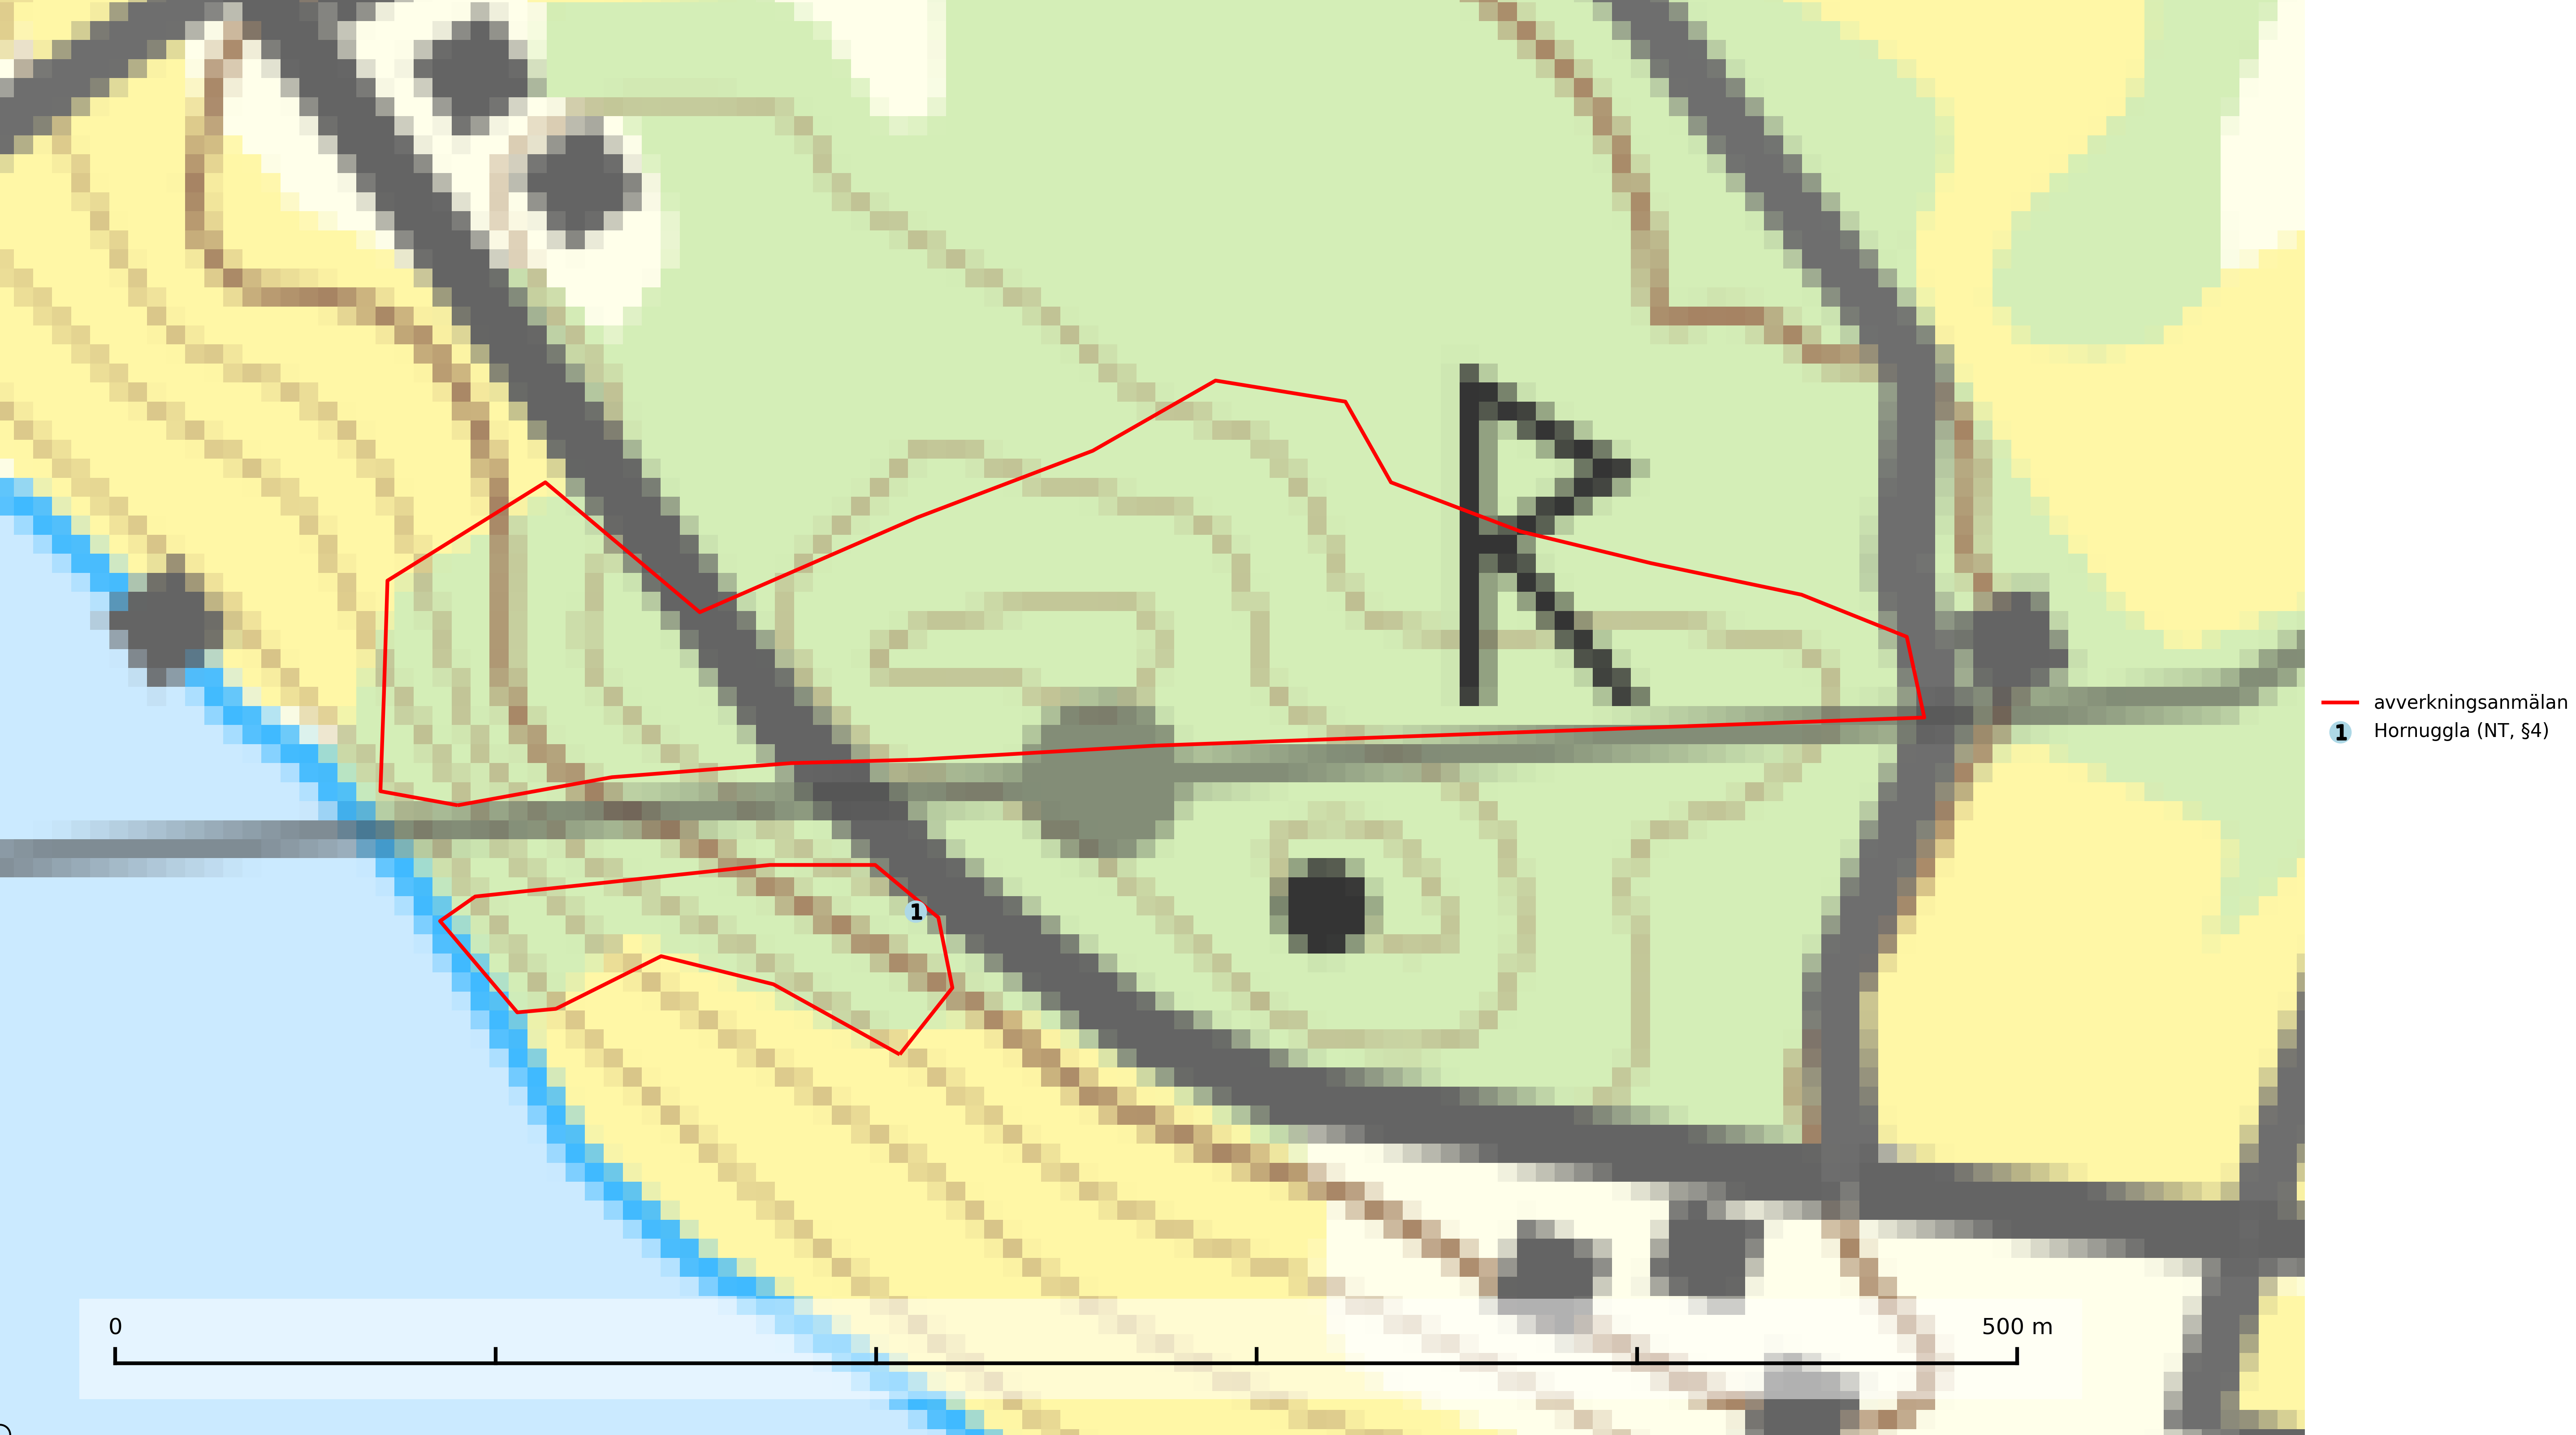 R
1
avverkningsanmälan
1 Hornuggla (NT, §4)
0 500 m